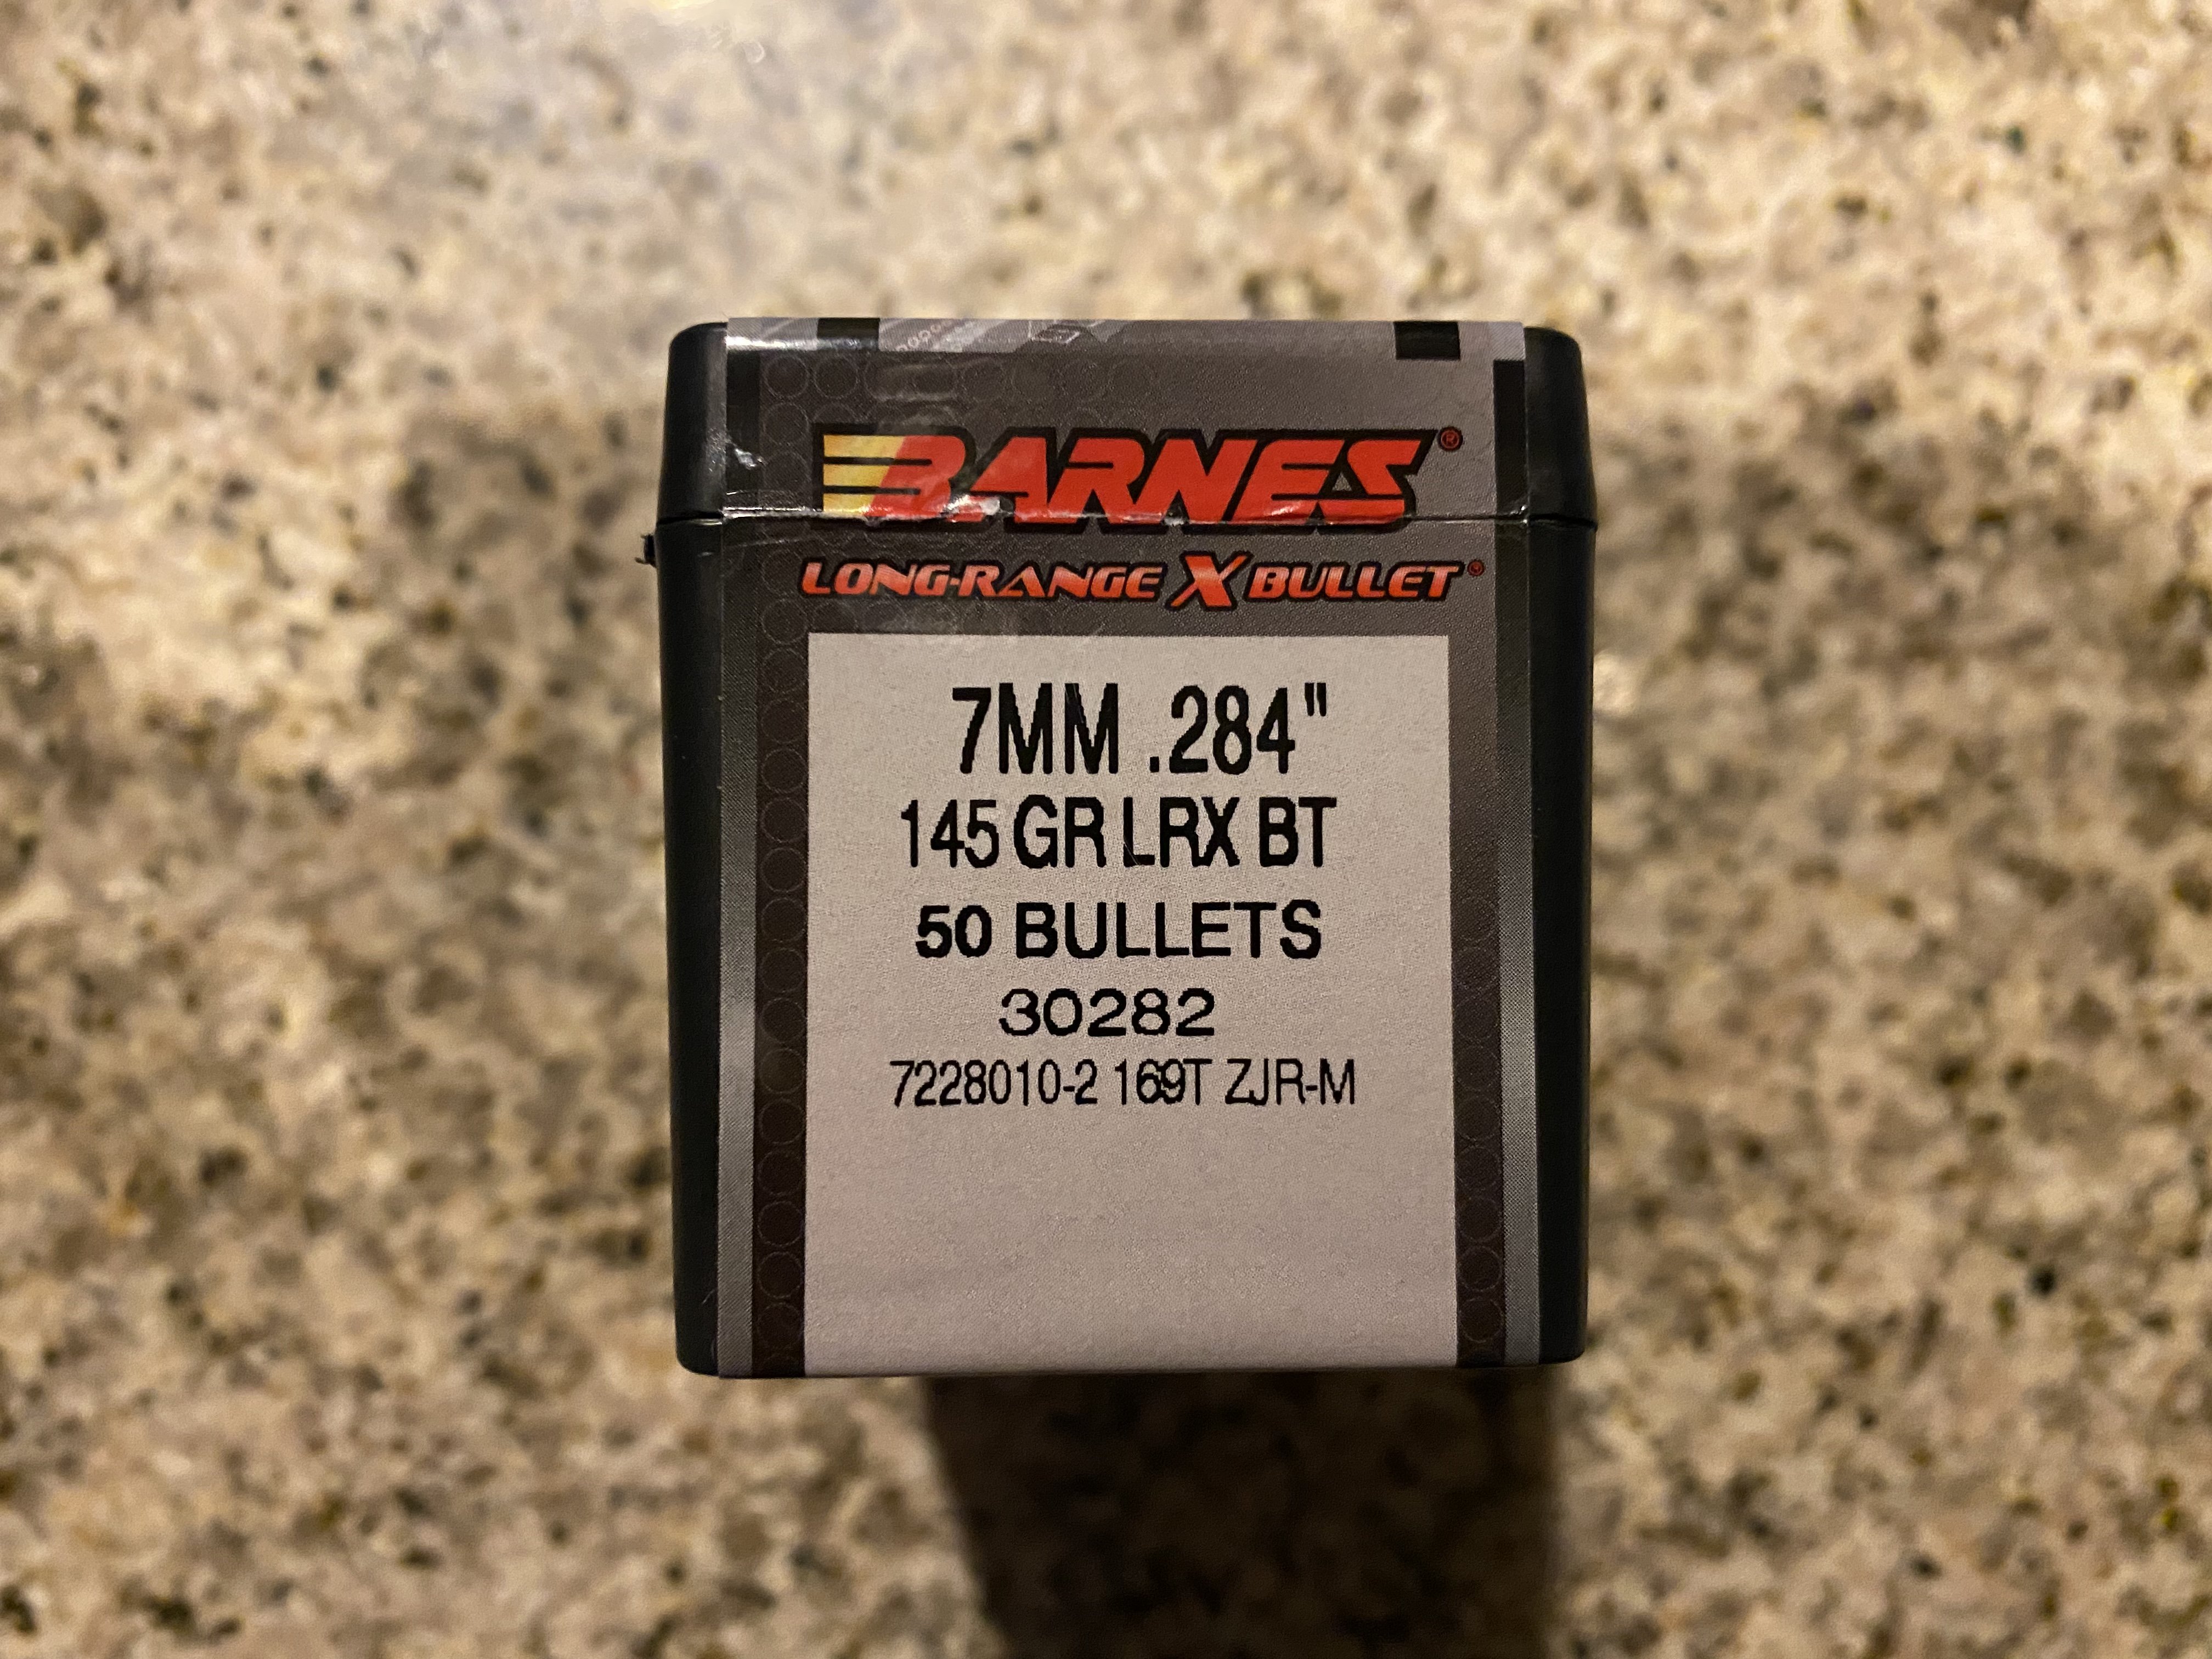 BARNES®
LONG-RANGE X BULLET®
7MM .284"
145 GR LRX BT
50 BULLETS
30282
7228010-2 169T ZJR-M